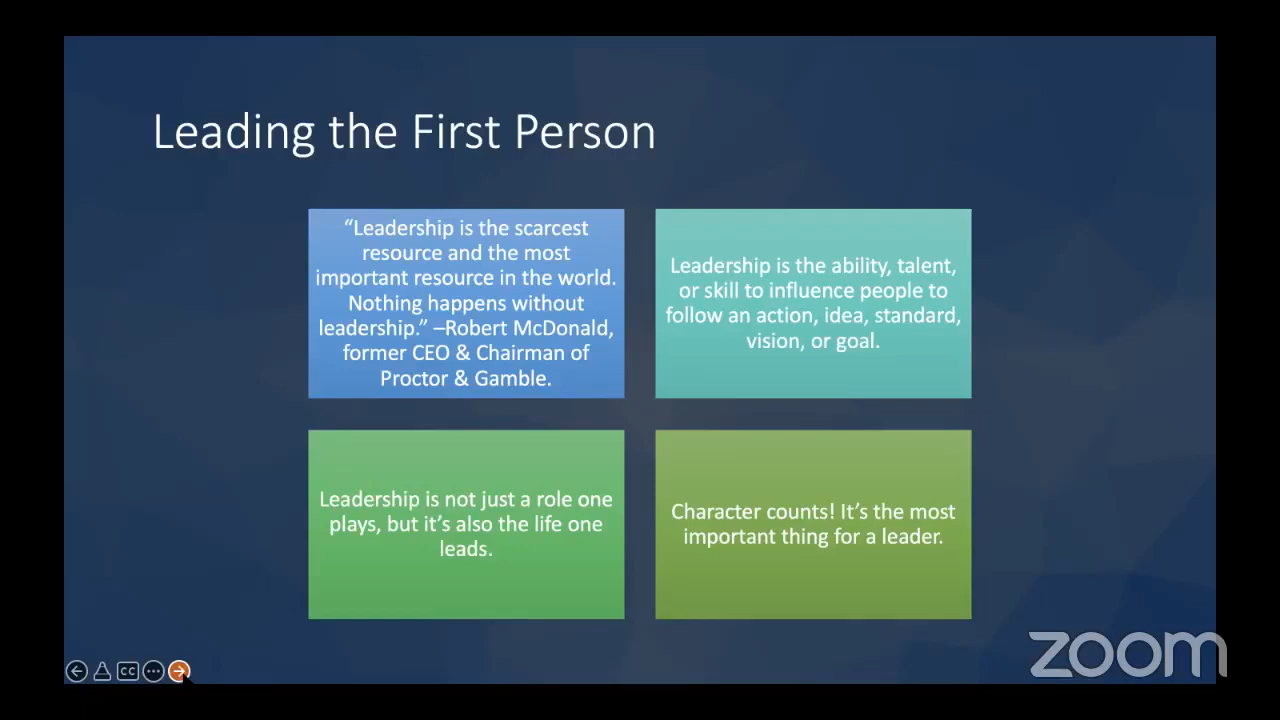 Leading the First Person
“Leadership is the scarcest
resource and the most
important resource in the world.
Nothing happens without
leadership.” –Robert McDonald,
former CEO & Chairman of
Proctor & Gamble.
Leadership is the ability, talent,
or skill to influence people to
follow an action, idea, standard,
vision, or goal.
Leadership is not just a role one
plays, but it’s also the life one
leads.
Character counts! It’s the most
important thing for a leader.
CC
zoom